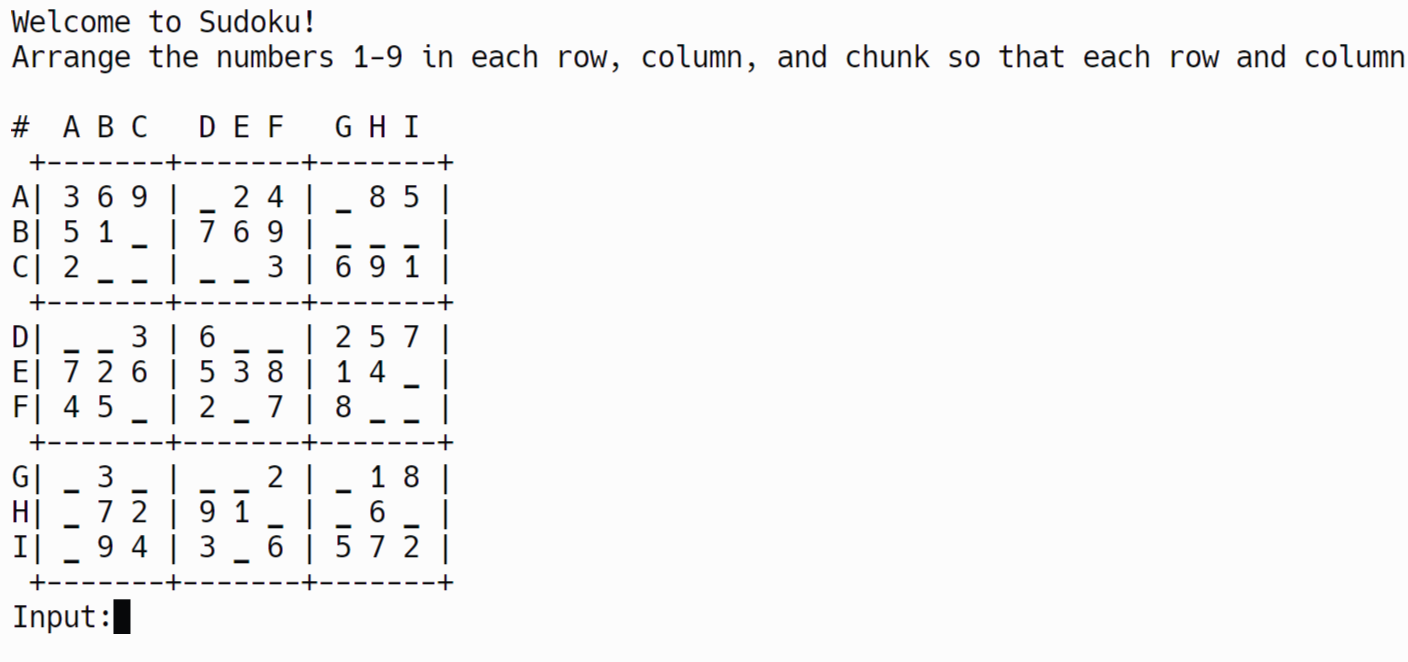 Welcome to Sudoku!
Arrange the numbers 1-9 in each row, column, and chunk so that each row and column
#  A B C   D E F   G H I
 +-------+-------+-------+
A| 3 6 9 | _ 2 4 | _ 8 5 |
B| 5 1 _ | 7 6 9 | _ _ _ |
C| 2 _ _ | _ _ 3 | 6 9 1 |
 +-------+-------+-------+
D| _ _ 3 | 6 _ _ | 2 5 7 |
E| 7 2 6 | 5 3 8 | 1 4 _ |
F| 4 5 _ | 2 _ 7 | 8 _ _ |
 +-------+-------+-------+
G| _ 3 _ | _ _ 2 | _ 1 8 |
H| _ 7 2 | 9 1 _ | _ 6 _ |
I| _ 9 4 | 3 _ 6 | 5 7 2 |
 +-------+-------+-------+
Input: